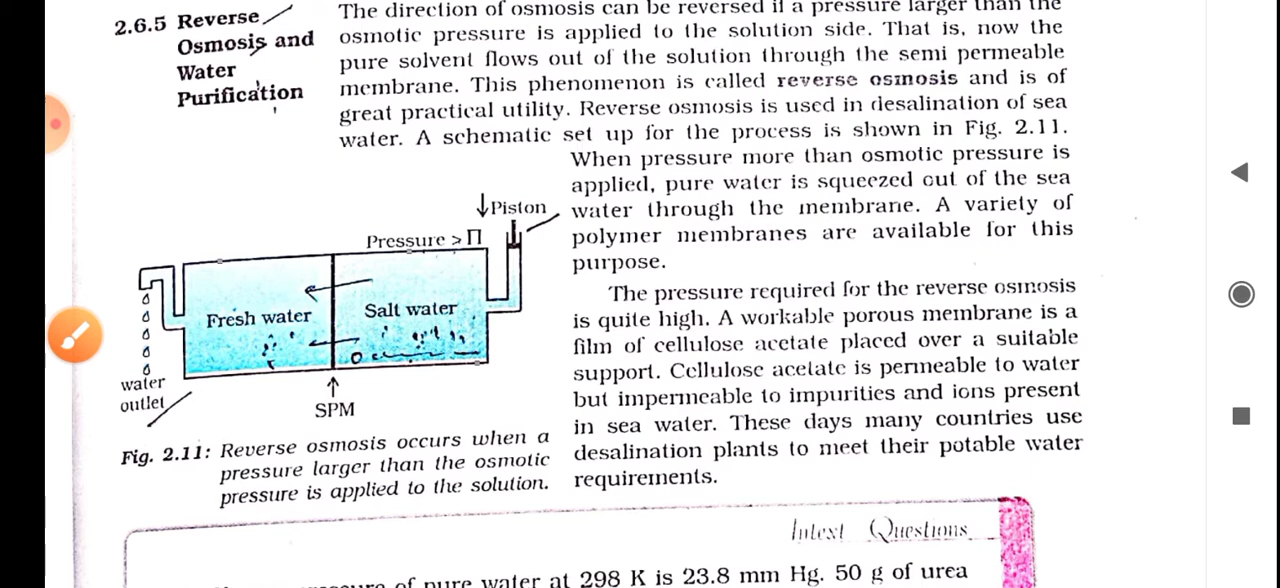 2.6.5 Reverse
Osmosis and
Water
Purification
The direction of osmosis can be reversed if a pressure larger than the
osmotic pressure is applied to the solution side. That is, now the
pure solvent flows out of the solution through the semi permeable
membrane. This phenomenon is called reverse osmosis and is of
great practical utility. Reverse osmosis is used in desalination of sea
water. A schematic set up for the process is shown in Fig. 2.11.
When pressure more than osmotic pressure is
applied, pure water is squeezed out of the sea
water through the membrane. A variety of
polymer membranes are available for this
purpose.
The pressure required for the reverse osmosis
is quite high. A workable porous membrane is a
film of cellulose acetate placed over a suitable
support. Cellulose acetate is permeable to water
but impermeable to impurities and ions present
in sea water. These days many countries use
desalination plants to meet their potable water
requirements.
↓Piston
Pressure > Π
Fresh water
Salt water
water
outlet
SPM
Fig. 2.11: Reverse osmosis occurs when a
pressure larger than the osmotic
pressure is applied to the solution.
Intext Questions
of pure water at 298 K is 23.8 mm Hg. 50 g of urea